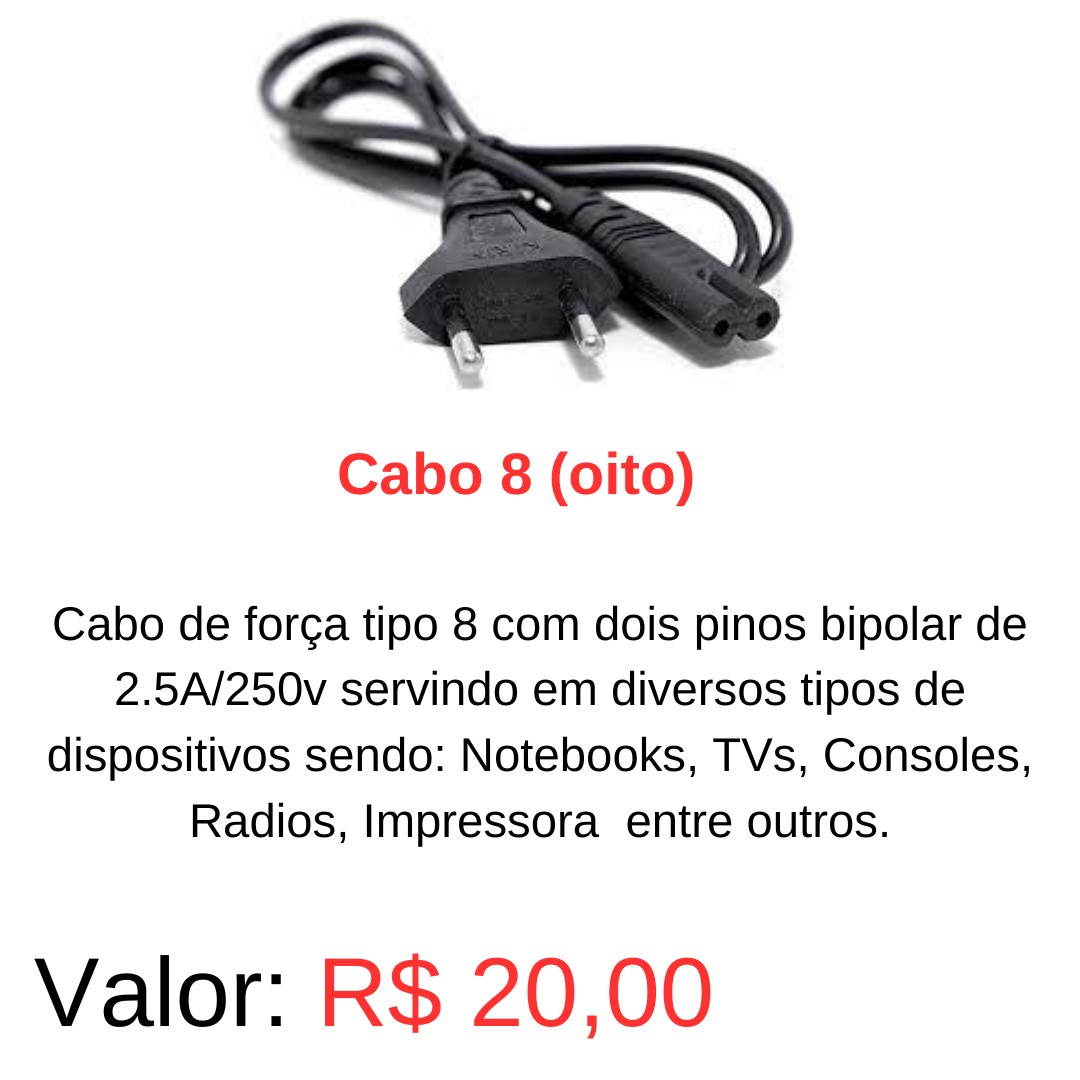 Cabo 8 (oito)
Cabo de força tipo 8 com dois pinos bipolar de
2.5A/250v servindo em diversos tipos de
dispositivos sendo: Notebooks, TVs, Consoles,
Radios, Impressora  entre outros.
Valor: R$ 20,00